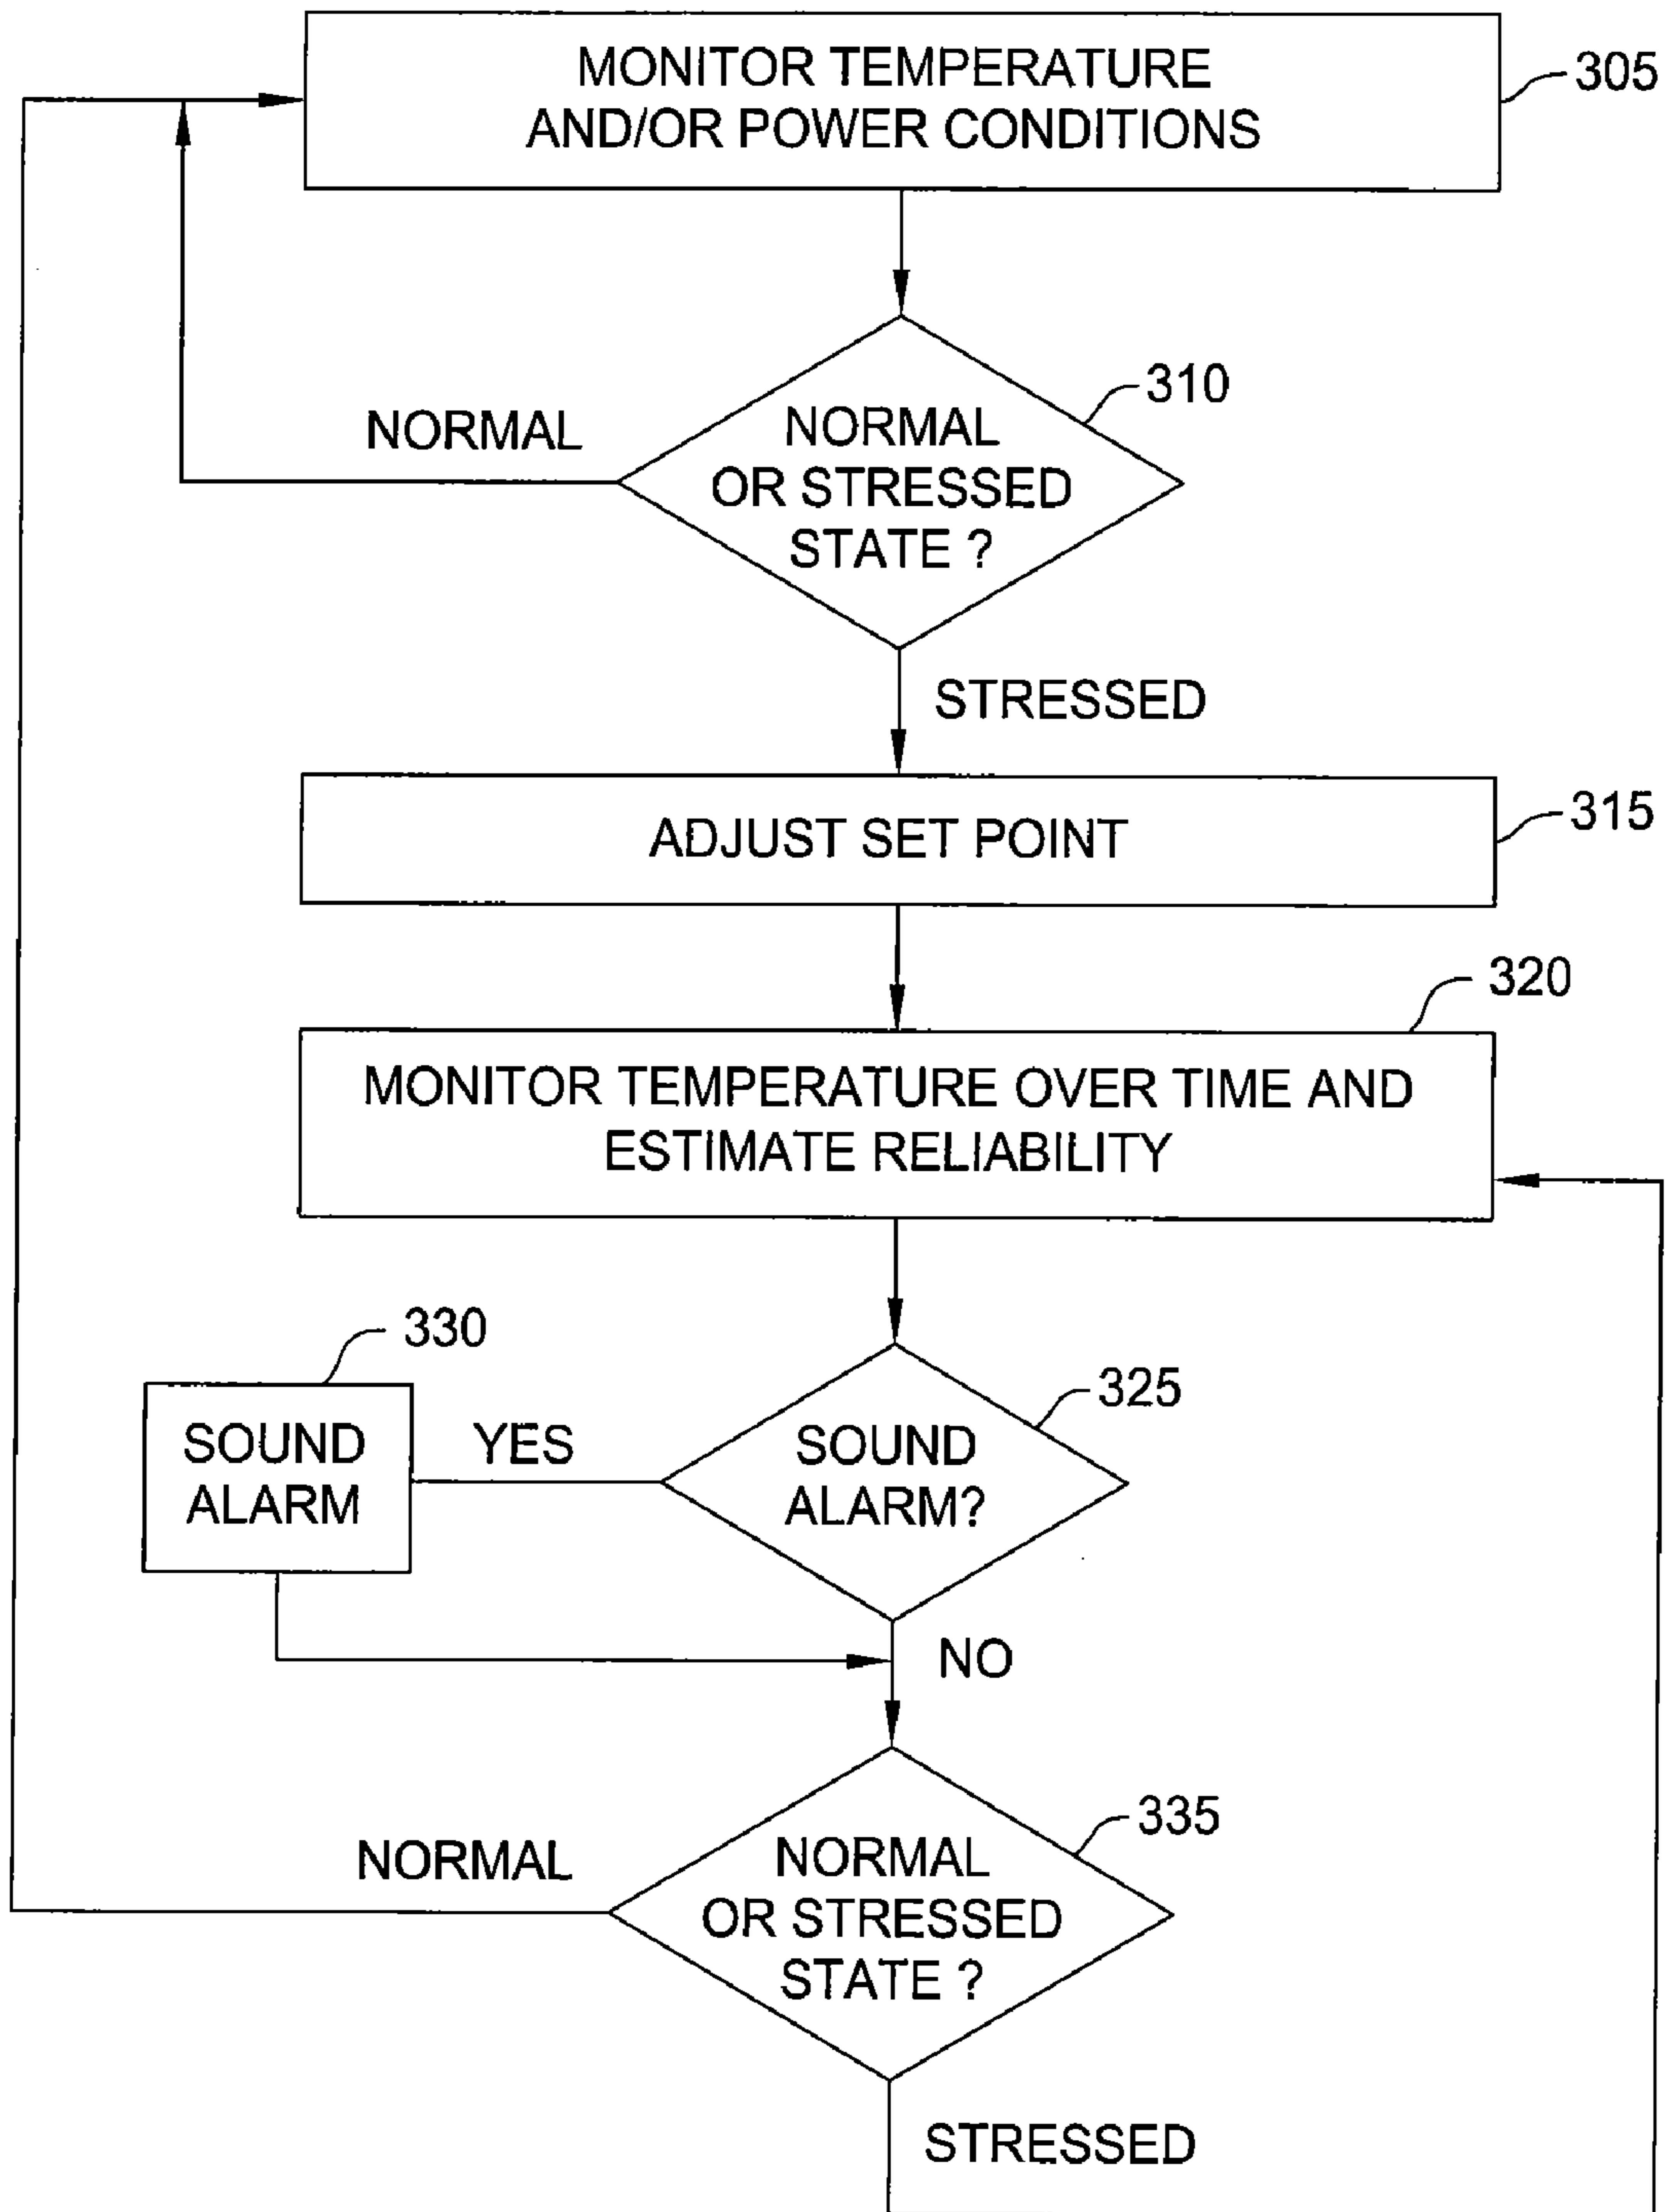 MONITOR TEMPERATURE
AND/OR POWER CONDITIONS
305
310
NORMAL
NORMAL
OR STRESSED
STATE ?
STRESSED
ADJUST SET POINT
315
320
MONITOR TEMPERATURE OVER TIME AND
ESTIMATE RELIABILITY
330
325
SOUND
ALARM
YES
SOUND
ALARM?
NO
335
NORMAL
NORMAL
OR STRESSED
STATE ?
STRESSED